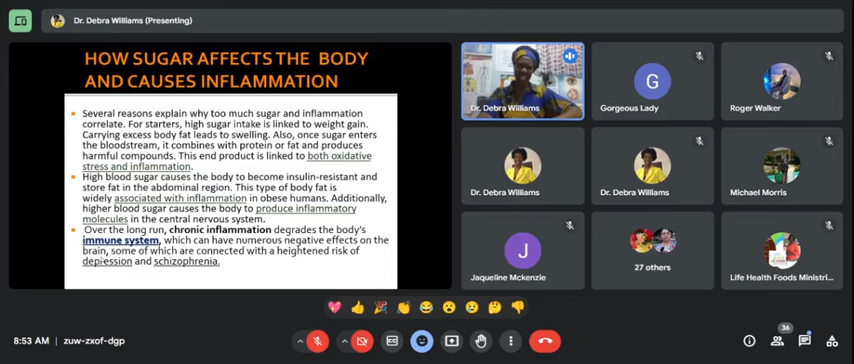 Dr. Debra Williams (Presenting)
HOW SUGAR AFFECTS THE BODY
AND CAUSES INFLAMMATION
Several reasons explain why too much sugar and inflammation
correlate. For starters, high sugar intake is linked to weight gain.
Carrying excess body fat leads to swelling. Also, once sugar enters
the bloodstream, it combines with protein or fat and produces
harmful compounds. This end product is linked to both oxidative
stress and inflammation.
High blood sugar causes the body to become insulin-resistant and
store fat in the abdominal region. This type of body fat is
widely associated with inflammation in obese humans. Additionally,
higher blood sugar causes the body to produce inflammatory
molecules in the central nervous system.
Over the long run, chronic inflammation degrades the body's
immune system, which can have numerous negative effects on the
brain, some of which are connected with a heightened risk of
depression and schizophrenia.
Dr. Debra Williams
G
Gorgeous Lady
Roger Walker
Dr. Debra Williams
Dr. Debra Williams
Michael Morris
J
Jaqueline Mckenzie
27 others
Life Health Foods Ministri...
8:53 AM | zuw-zxof-dgp
CC
36